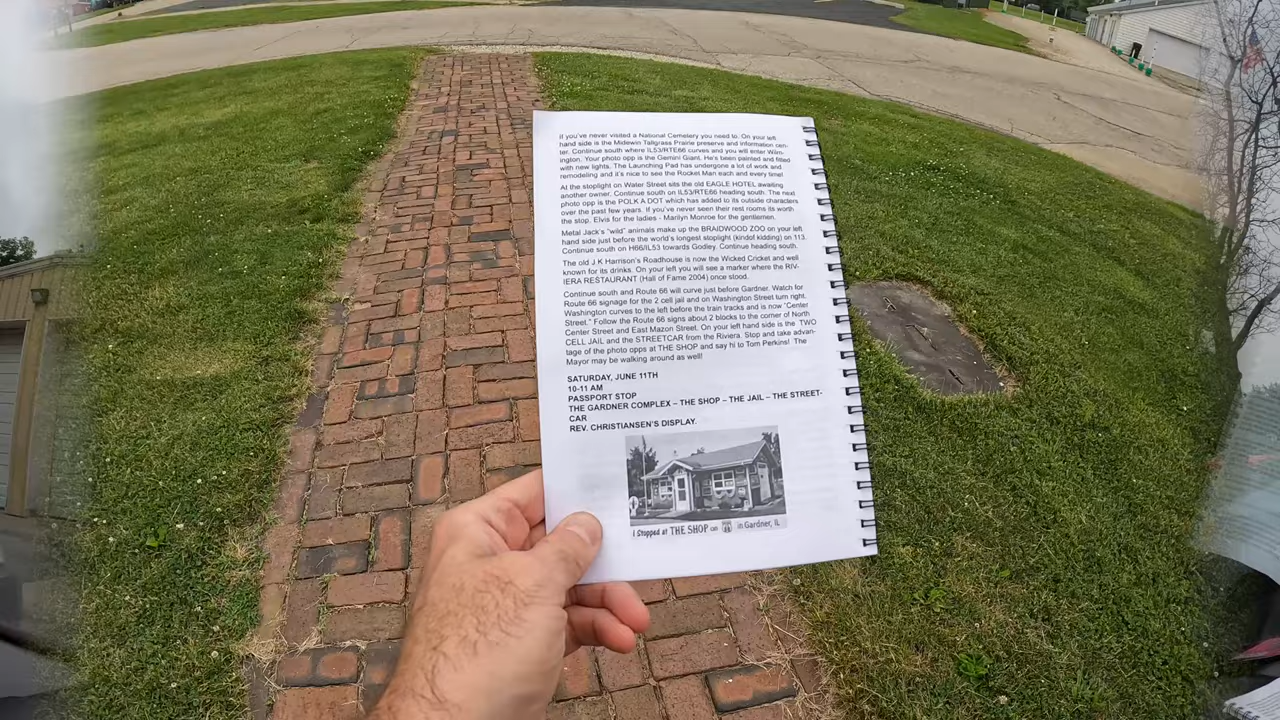 If you've never visited a National Cemetery you need to. On your left
hand side is the Midewin Tallgrass Prairie preserve and information cen-
ter. Continue south where IL53/RTE66 curves and you will enter Wilm-
ington. Your photo opp is the Gemini Giant. He's been painted and fitted
with new lights. The Launching Pad has undergone a lot of work and
remodeling and it's nice to see the Rocket Man each and every time!
At the stoplight on Water Street sits the old EAGLE HOTEL awaiting
another owner. Continue south on IL53/RTE66 heading south. The next
photo opp is the POLK A DOT which has added to its outside characters
over the past few years. If you've never seen their rest rooms its worth
the stop. Elvis for the ladies - Marilyn Monroe for the gentlemen.
Metal Jack's "wild" animals make up the BRAIDWOOD ZOO on your left
hand side just before the world's longest stoplight (kindof kidding) on 113.
Continue south on H66/IL53 towards Godley. Continue heading south.
The old J K Harrison's Roadhouse is now the Wicked Cricket and well
known for its drinks. On your left you will see a marker where the RIV-
IERA RESTAURANT (Hall of Fame 2004) once stood.
Continue south and Route 66 will curve just before Gardner. Watch for
Route 66 signage for the 2 cell jail and on Washington Street turn right.
Washington curves to the left before the train tracks and is now "Center
Street." Follow the Route 66 signs about 2 blocks to the corner of North
Center Street and East Mazon Street. On your left hand side is the TWO
CELL JAIL and the STREETCAR from the Riviera. Stop and take advan-
tage of the photo opps at THE SHOP and say hi to Tom Perkins! The
Mayor may be walking around as well!
SATURDAY, JUNE 11TH
10-11 AM
PASSPORT STOP
THE GARDNER COMPLEX – THE SHOP – THE JAIL – THE STREET-
CAR
REV. CHRISTIANSEN'S DISPLAY.
I Stopped at THE SHOP on 66 in Gardner, IL